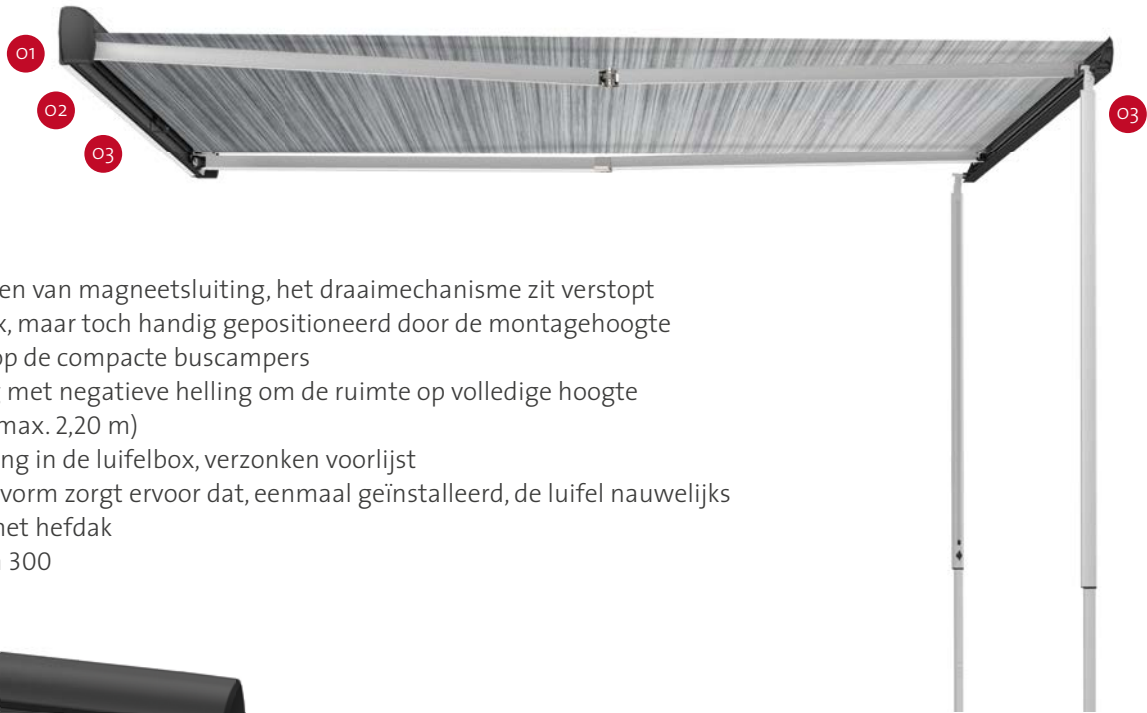 01
02
03
03
en van magneetsluiting, het draaimechanisme zit verstopt
, maar toch handig gepositioneerd door de montagehoogte
op de compacte buscampers
met negatieve helling om de ruimte op volledige hoogte
max. 2,20 m)
ng in de luifelbox, verzonken voorlijst
vorm zorgt ervoor dat, eenmaal geïnstalleerd, de luifel nauwelijks
het hefdak
300